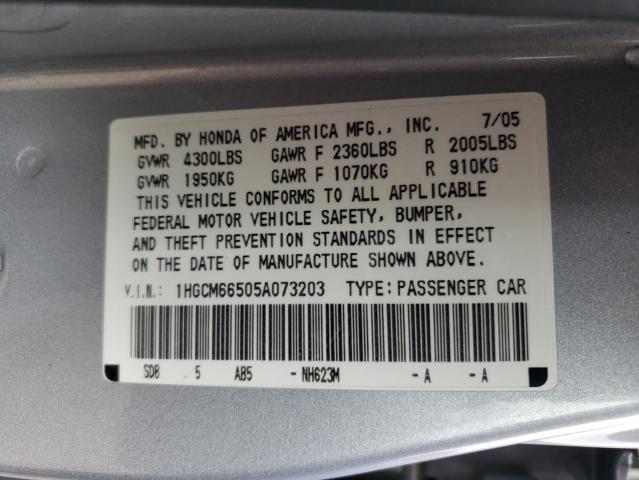 MFD. BY HONDA OF AMERICA MFG., INC. 7/05
GVWR 4300LBS GAWR F 2360LBS R 2005LBS
GVWR 1950KG GAWR F 1070KG R 910KG
THIS VEHICLE CONFORMS TO ALL APPLICABLE
FEDERAL MOTOR VEHICLE SAFETY, BUMPER,
AND THEFT PREVENTION STANDARDS IN EFFECT
ON THE DATE OF MANUFACTURE SHOWN ABOVE.
V.I.N.: 1HGCM66505A073203 TYPE: PASSENGER CAR
SDB 5 AB5 - NH623M - A - A